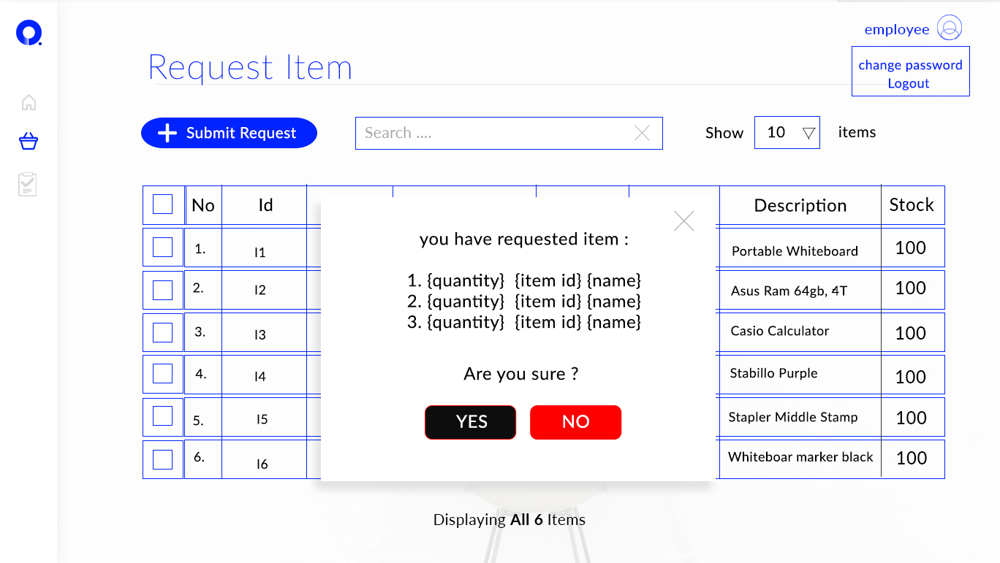 employee
Request Item
change password
Logout
Submit Request
Search ....
Show 10 items
No Id Description Stock
1. I1 Portable Whiteboard 100
2. I2 Asus Ram 64gb, 4T 100
3. I3 Casio Calculator 100
4. I4 Stabillo Purple 100
5. I5 Stapler Middle Stamp 100
6. I6 Whiteboar marker black 100
you have requested item :
1. {quantity} {item id} {name}
2. {quantity} {item id} {name}
3. {quantity} {item id} {name}
Are you sure ?
YES NO
Displaying All 6 Items